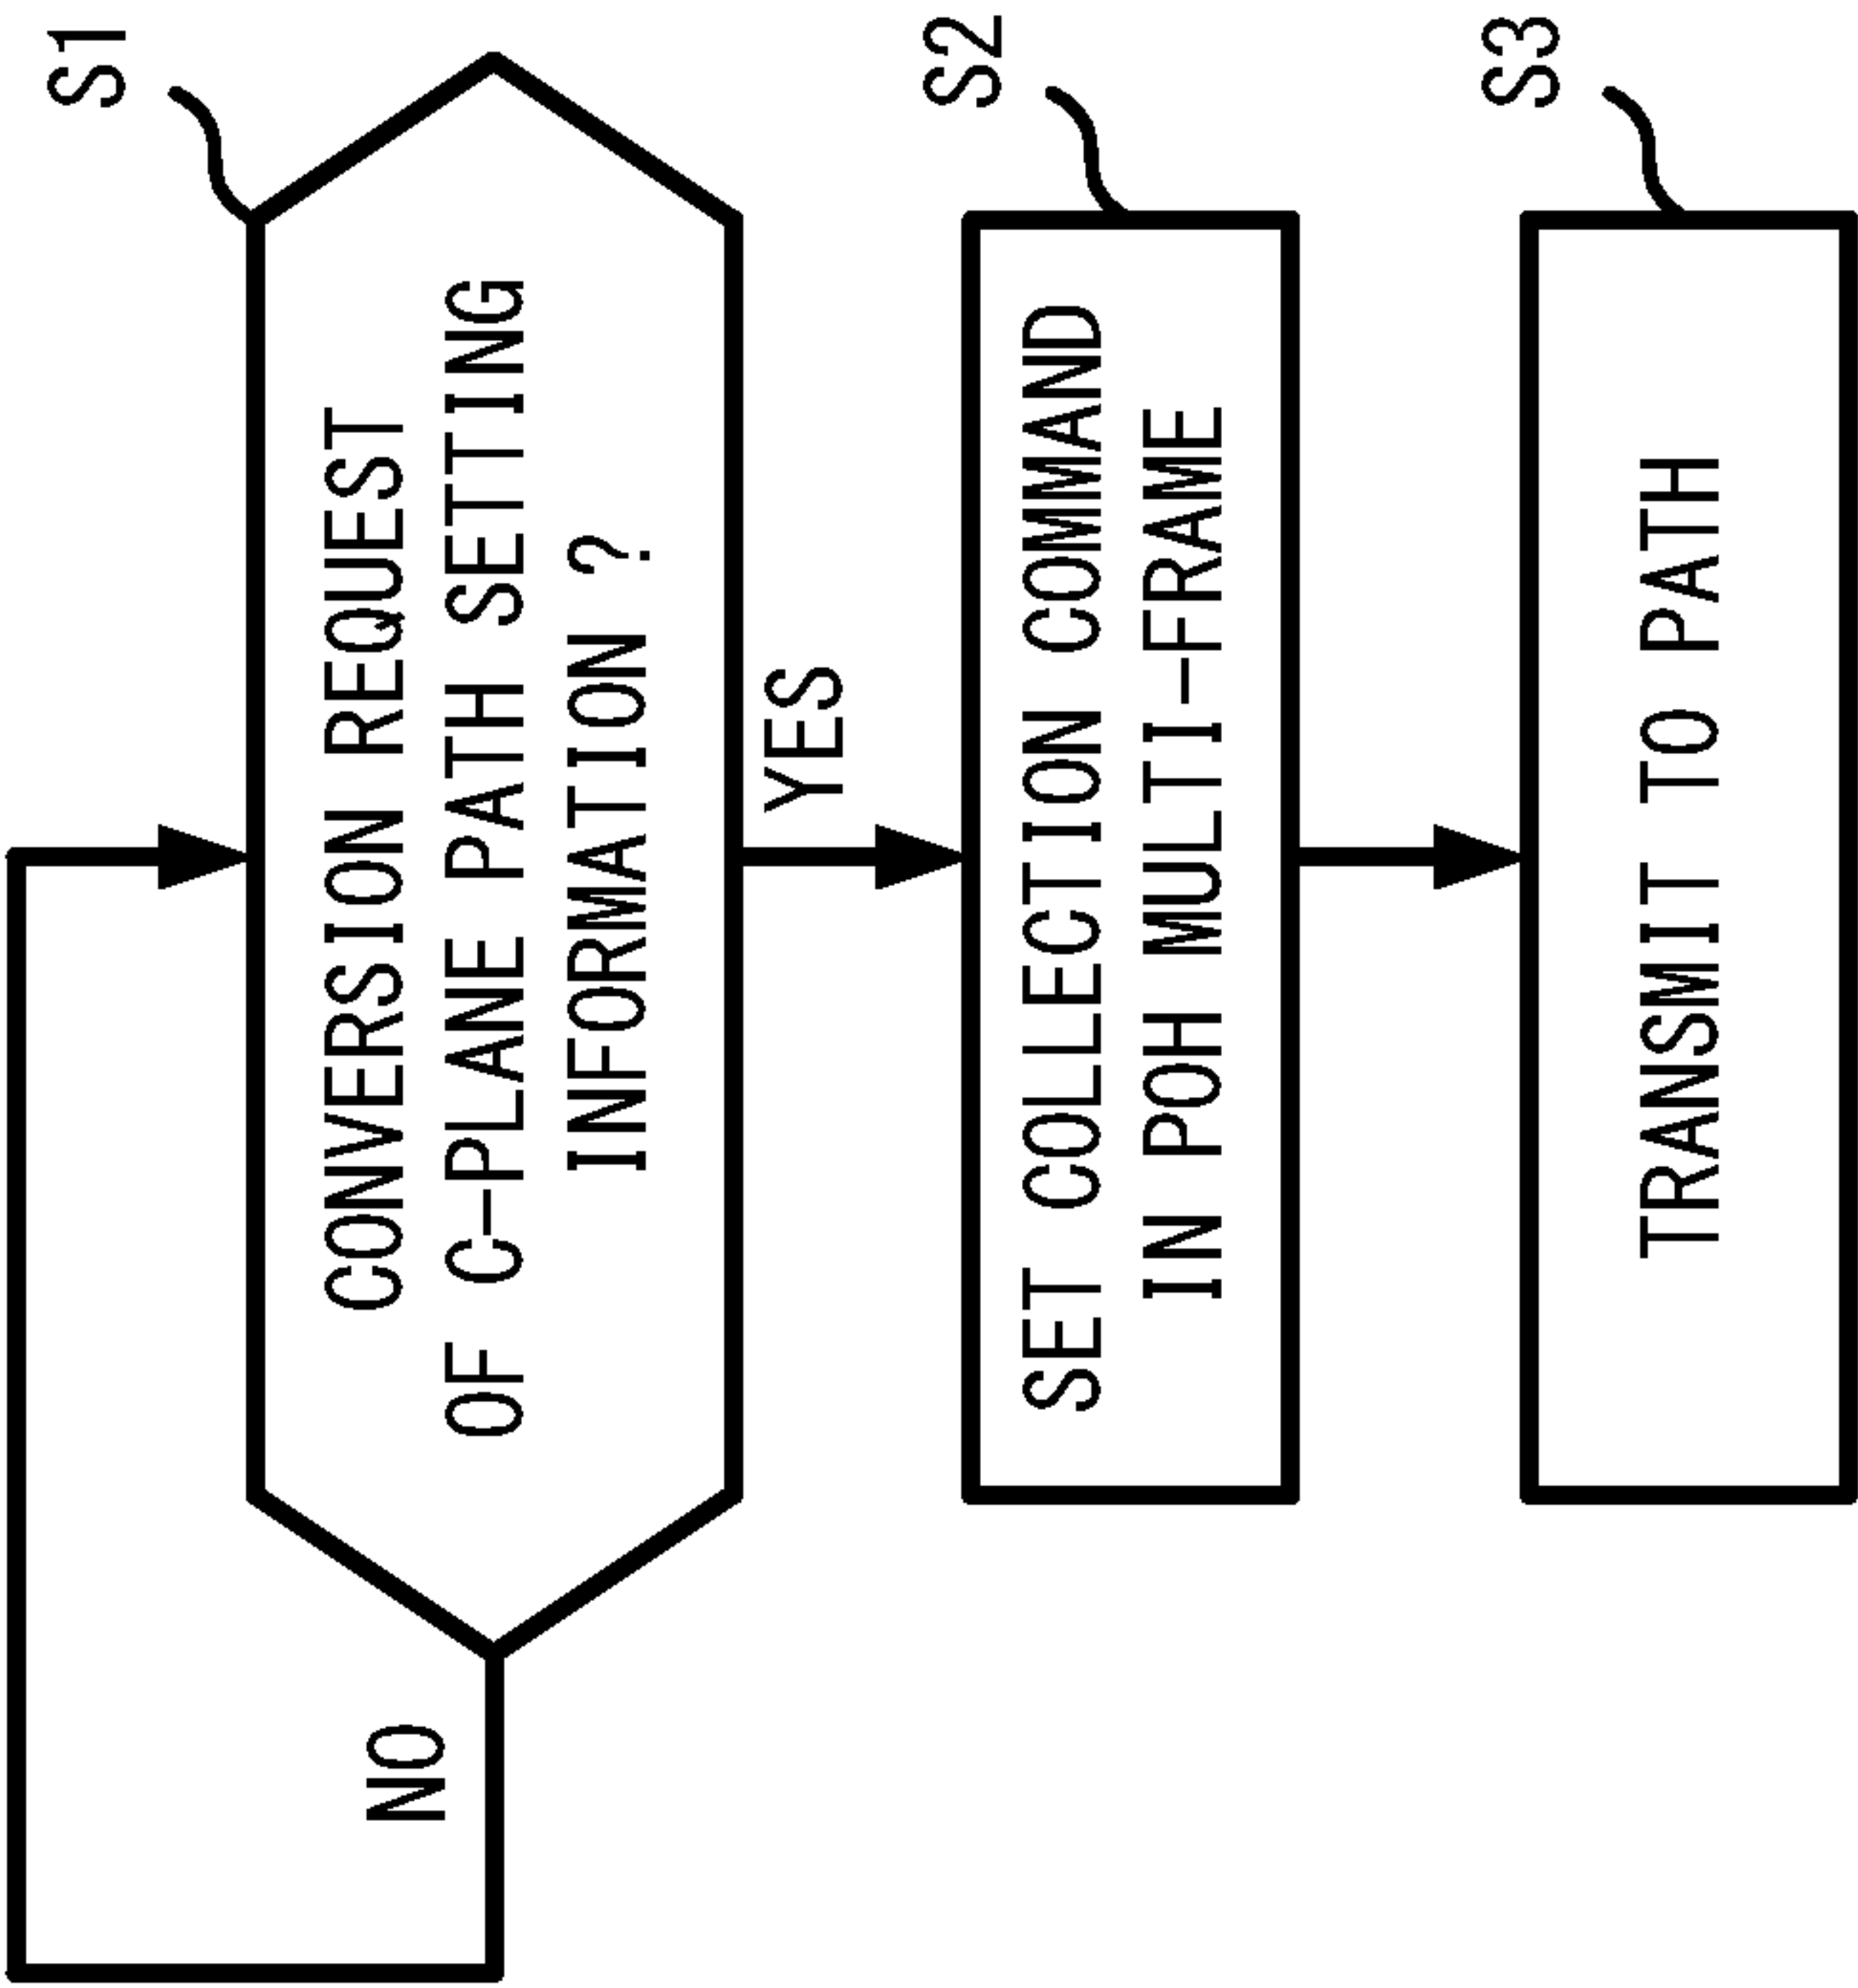 S1
CONVERSION REQUEST
OF C-PLANE PATH SETTING
INFORMATION ?
NO
YES
S2
SET COLLECTION COMMAND
IN POH MULTI-FRAME
S3
TRANSMIT TO PATH